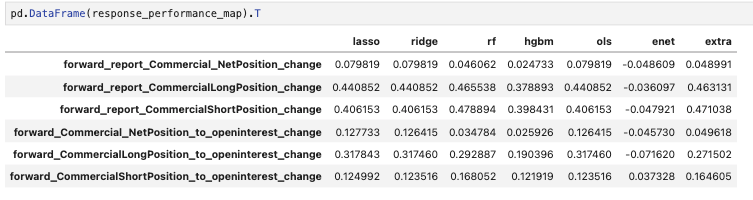 pd.DataFrame(response_performance_map).T
lasso ridge rf hgbm ols enet extra
forward_report_Commercial_NetPosition_change 0.079819 0.079819 0.046062 0.024733 0.079819 -0.048609 0.048991
forward_report_CommercialLongPosition_change 0.440852 0.440852 0.465538 0.378893 0.440852 -0.036097 0.463131
forward_report_CommercialShortPosition_change 0.406153 0.406153 0.478894 0.398431 0.406153 -0.047921 0.471038
forward_Commercial_NetPosition_to_openinterest_change 0.127733 0.126415 0.034784 0.025926 0.126415 -0.045730 0.049618
forward_CommercialLongPosition_to_openinterest_change 0.317843 0.317460 0.292887 0.190396 0.317460 -0.071620 0.271502
forward_CommercialShortPosition_to_openinterest_change 0.124992 0.123516 0.168052 0.121919 0.123516 0.037328 0.164605